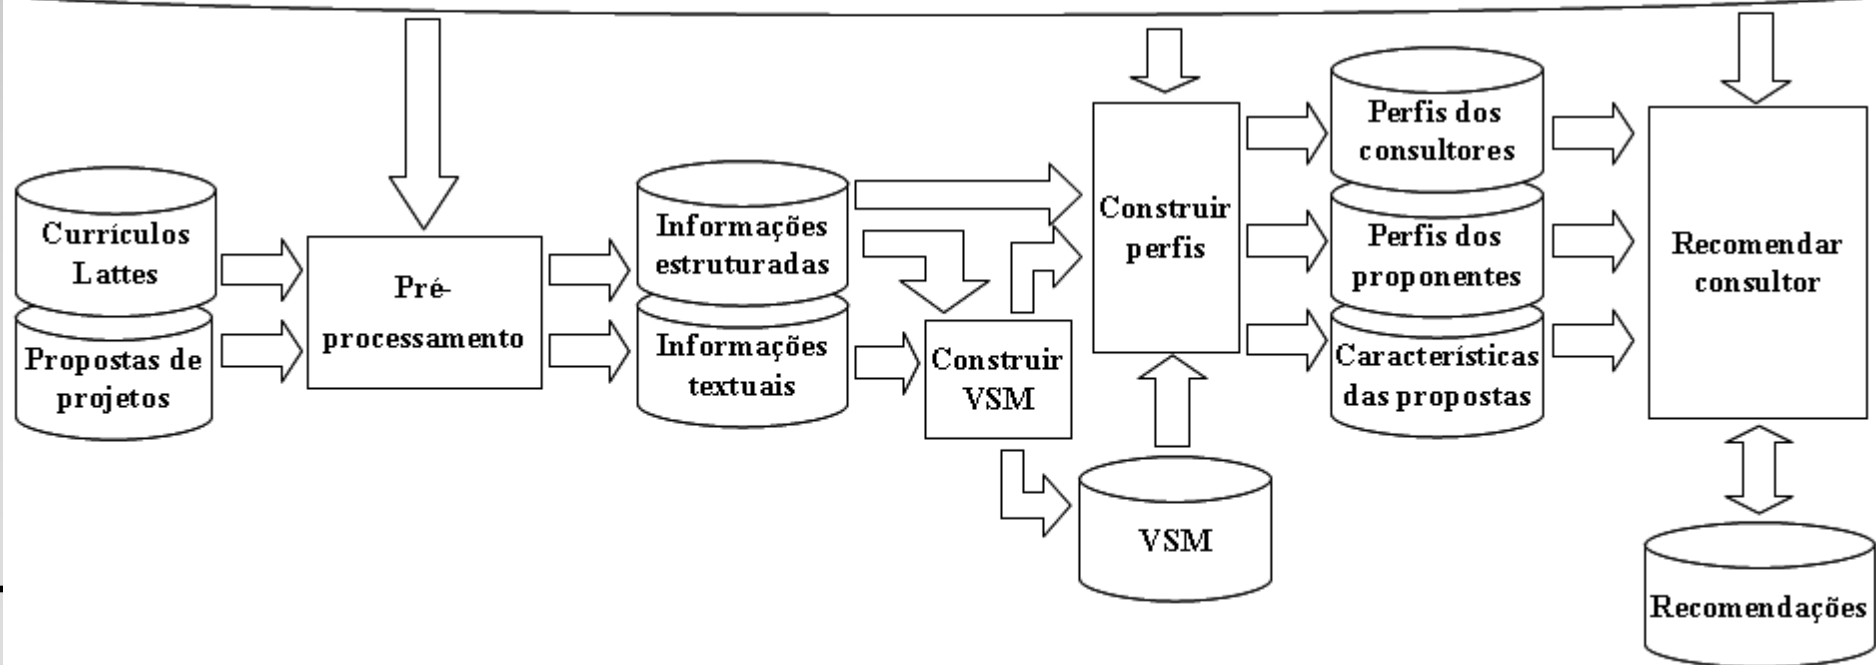 Currículos
Lattes
Propostas de
projetos
Pré-
processamento
Informações
estruturadas
Informações
textuais
Construir
VSM
VSM
Construir
perfis
Perfis dos
consultores
Perfis dos
proponentes
Características
das propostas
Recomendar
consultor
Recomendações